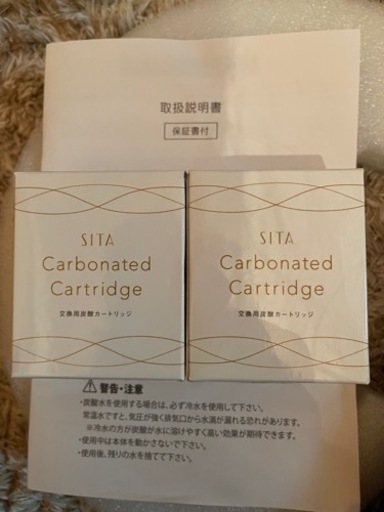 取扱説明書
保証書付
SITA
Carbonated
Cartridge
交換用炭酸カートリッジ
SITA
Carbonated
Cartridge
交換用炭酸カートリッジ
警告・注意
・炭酸水を使用する場合は、必ず冷水を使用して下さい。
常温水ですと、気圧が強く排気口から水滴が漏れる恐れがあります。
※冷水の方が炭酸が水に溶けやすく高い効果が期待できます。
・使用中は本体を動かさないで下さい。
・使用後、残りの水を捨てて下さい。